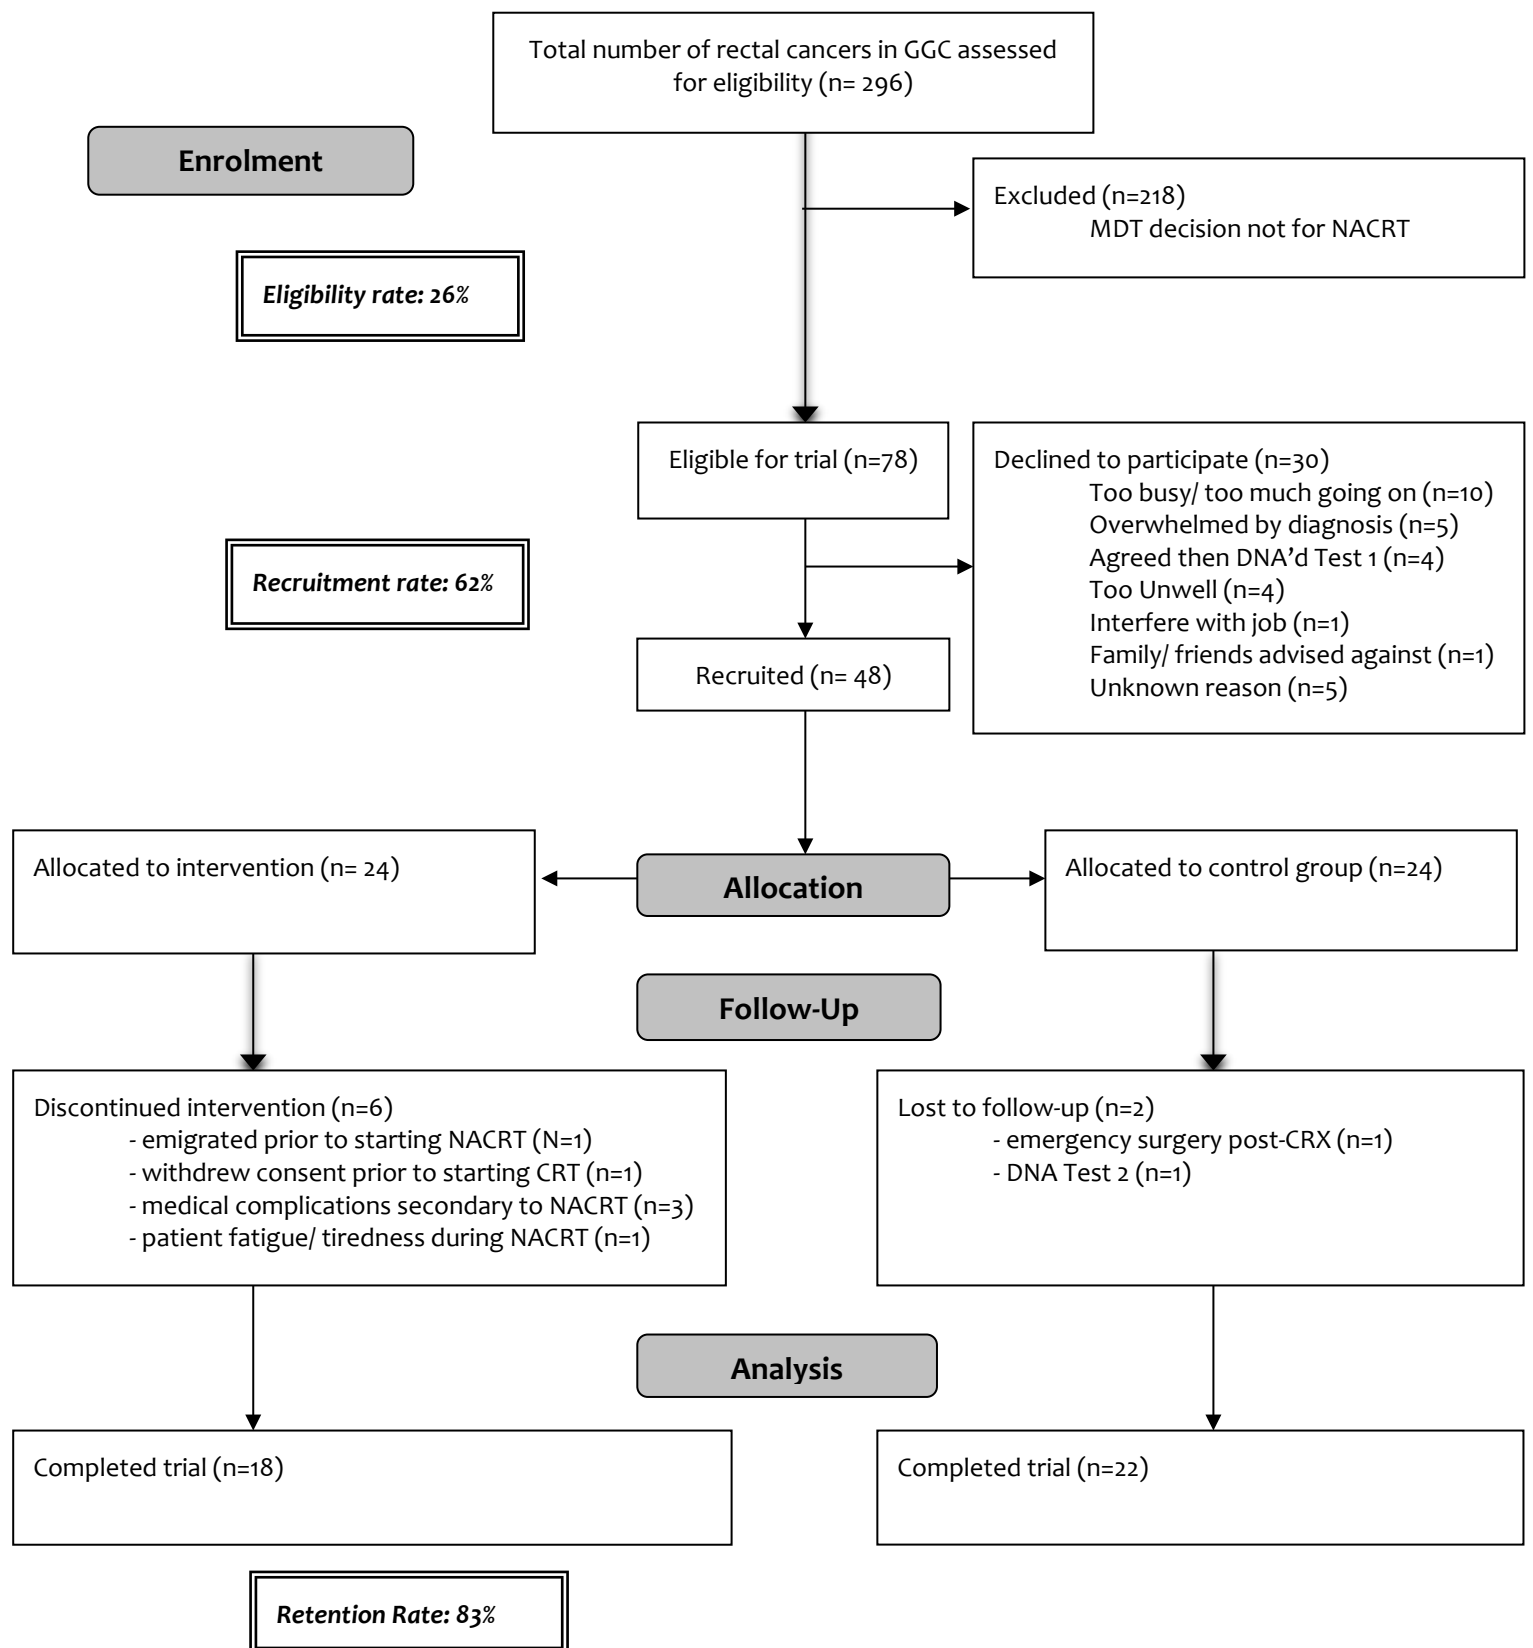 Total number of rectal cancers in GGC assessed
for eligibility (n= 296)
Enrolment
Excluded (n=218)
MDT decision not for NACRT
Eligibility rate: 26%
Eligible for trial (n=78)
Declined to participate (n=30)
Too busy/ too much going on (n=10)
Overwhelmed by diagnosis (n=5)
Agreed then DNA’d Test 1 (n=4)
Too Unwell (n=4)
Interfere with job (n=1)
Family/ friends advised against (n=1)
Unknown reason (n=5)
Recruitment rate: 62%
Recruited (n= 48)
Allocated to intervention (n= 24)
Allocation
Allocated to control group (n=24)
Follow-Up
Discontinued intervention (n=6)
- emigrated prior to starting NACRT (N=1)
- withdrew consent prior to starting CRT (n=1)
- medical complications secondary to NACRT (n=3)
- patient fatigue/ tiredness during NACRT (n=1)
Lost to follow-up (n=2)
- emergency surgery post-CRX (n=1)
- DNA Test 2 (n=1)
Analysis
Completed trial (n=18)
Completed trial (n=22)
Retention Rate: 83%